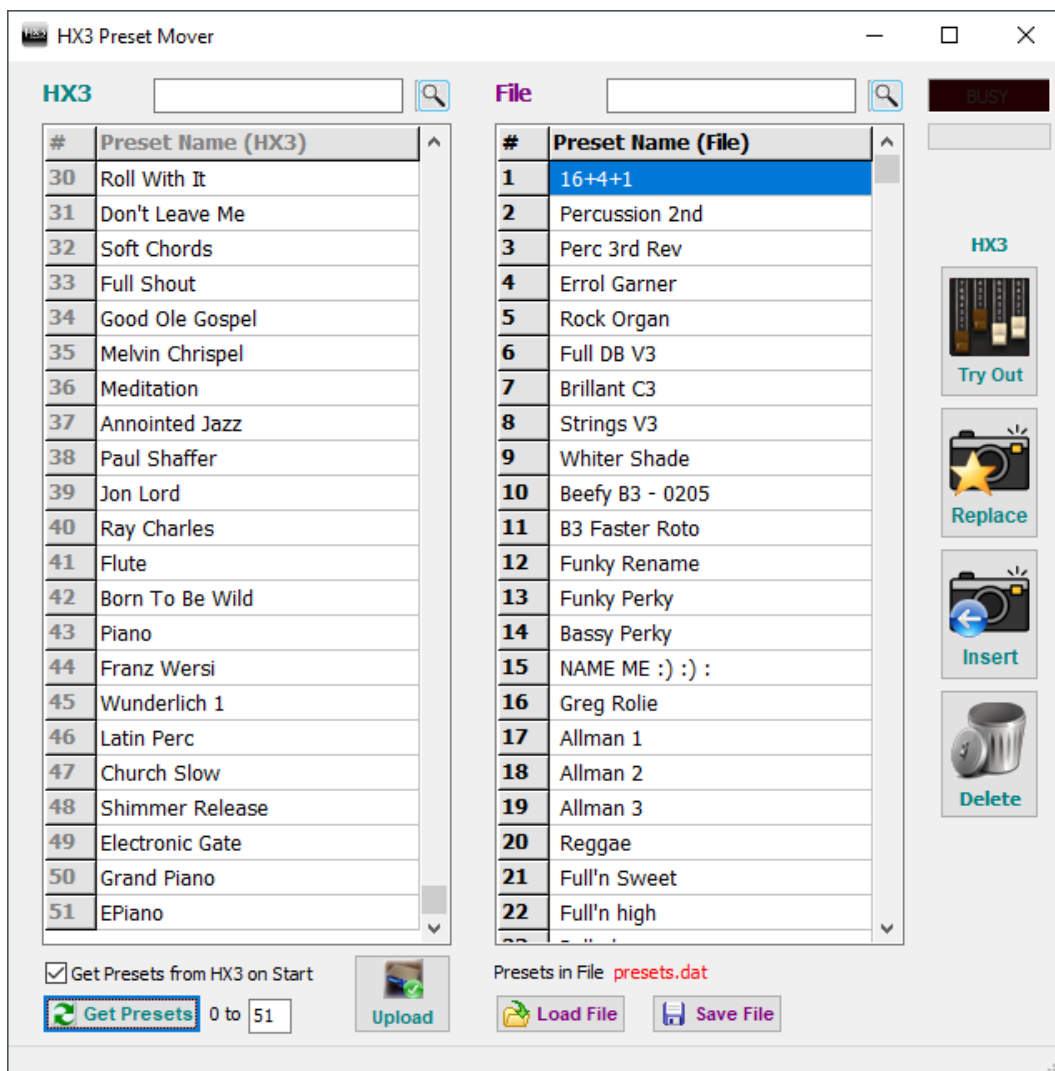 HX3 Preset Mover
HX3
File
BUSY
# Preset Name (HX3)
30 Roll With It
31 Don't Leave Me
32 Soft Chords
33 Full Shout
34 Good Ole Gospel
35 Melvin Chrispel
36 Meditation
37 Annointed Jazz
38 Paul Shaffer
39 Jon Lord
40 Ray Charles
41 Flute
42 Born To Be Wild
43 Piano
44 Franz Wersi
45 Wunderlich 1
46 Latin Perc
47 Church Slow
48 Shimmer Release
49 Electronic Gate
50 Grand Piano
51 EPiano
Get Presets from HX3 on Start
Get Presets 0 to 51
Upload
# Preset Name (File)
1 16+4+1
2 Percussion 2nd
3 Perc 3rd Rev
4 Errol Garner
5 Rock Organ
6 Full DB V3
7 Brillant C3
8 Strings V3
9 Whiter Shade
10 Beefy B3 - 0205
11 B3 Faster Roto
12 Funky Rename
13 Funky Perky
14 Bassy Perky
15 NAME ME :) :) :
16 Greg Rolie
17 Allman 1
18 Allman 2
19 Allman 3
20 Reggae
21 Full'n Sweet
22 Full'n high
Presets in File presets.dat
Load File
Save File
HX3
Try Out
Replace
Insert
Delete